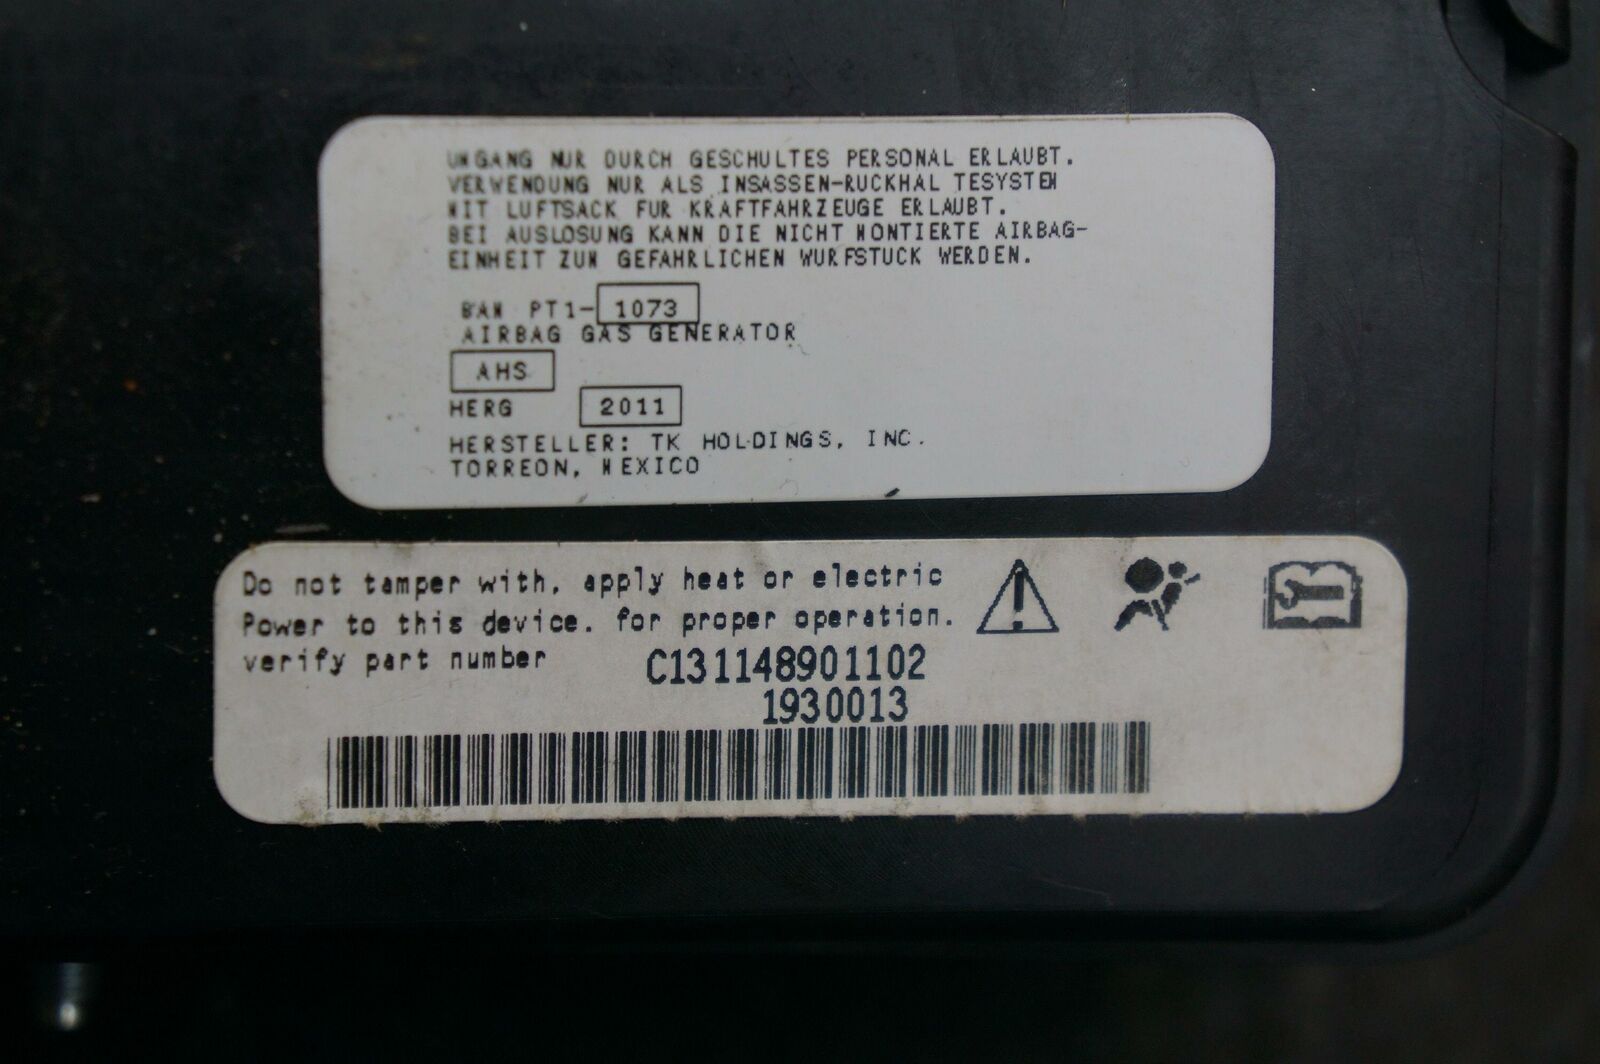 UMGANG NUR DURCH GESCHULTES PERSONAL ERLAUBT.
VERWENDUNG NUR ALS INSASSEN-RUCKHAL TESYSTEM
MIT LUFTSACK FUR KRAFTFAHRZEUGE ERLAUBT.
BEI AUSLOSUNG KANN DIE NICHT MONTIERTE AIRBAG-
EINHEIT ZUM GEFAHRLICHEN WURFSTUCK WERDEN.
BAM PT1-1073
AIRBAG GAS GENERATOR
AHS
HERG 2011
HERSTELLER: TK HOLDINGS, INC.
TORREON, MEXICO
Do not tamper with, apply heat or electric
Power to this device. for proper operation.
verify part number C131148901102
1930013